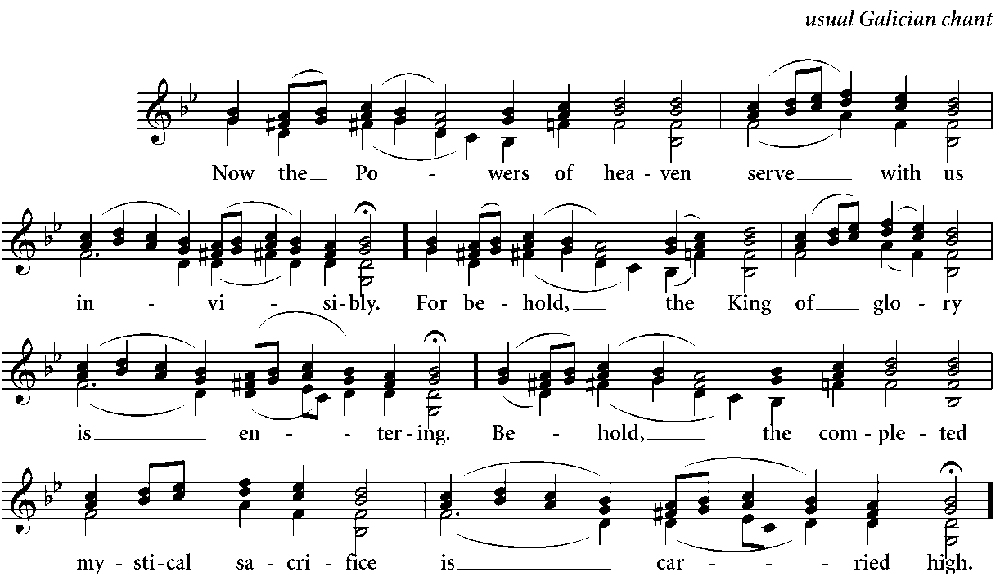 usual Galician chant
Now the Po - wers of hea - ven serve with us
in - vi - si - bly. For be - hold, the King of glo - ry
is en - - ter - ing. Be - hold, the com - ple - ted
my - sti - cal sa - cri - fice is car - - - ried high.